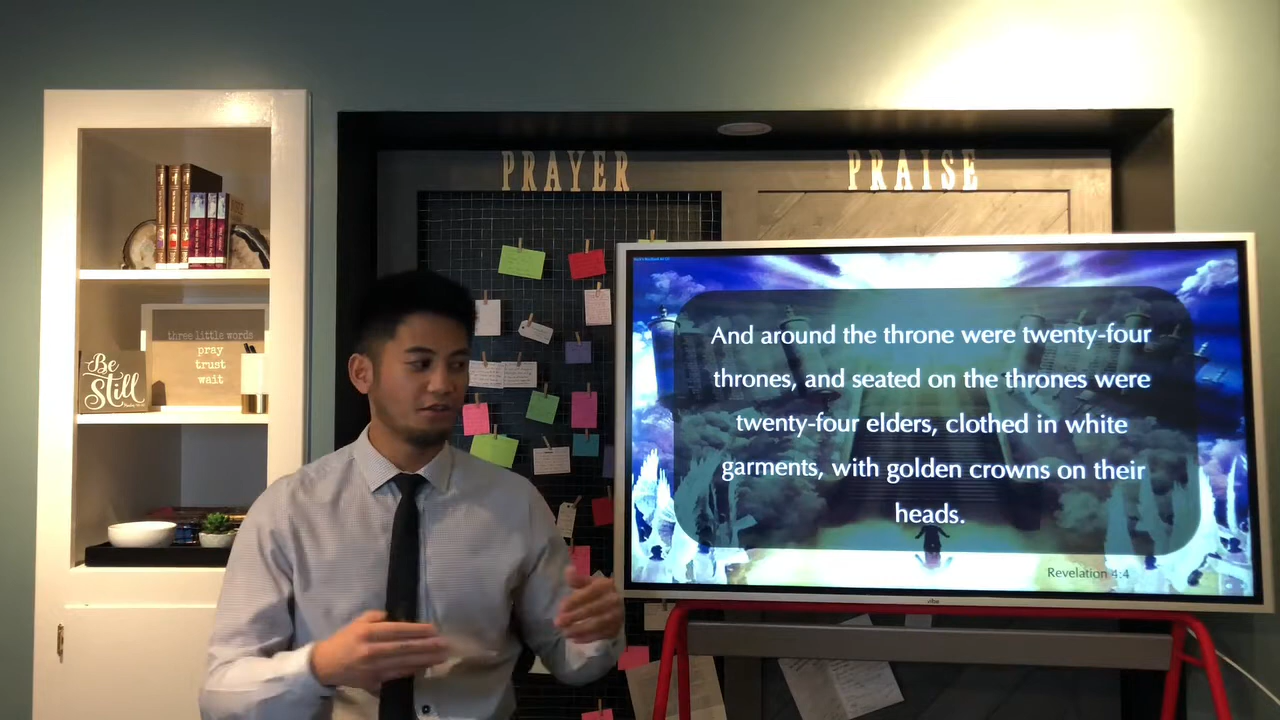 PRAYER
PRAISE
three little words
pray
trust
wait
Be
Still
And around the throne were twenty-four
thrones, and seated on the thrones were
twenty-four elders, clothed in white
garments, with golden crowns on their
heads.
Revelation 4:4